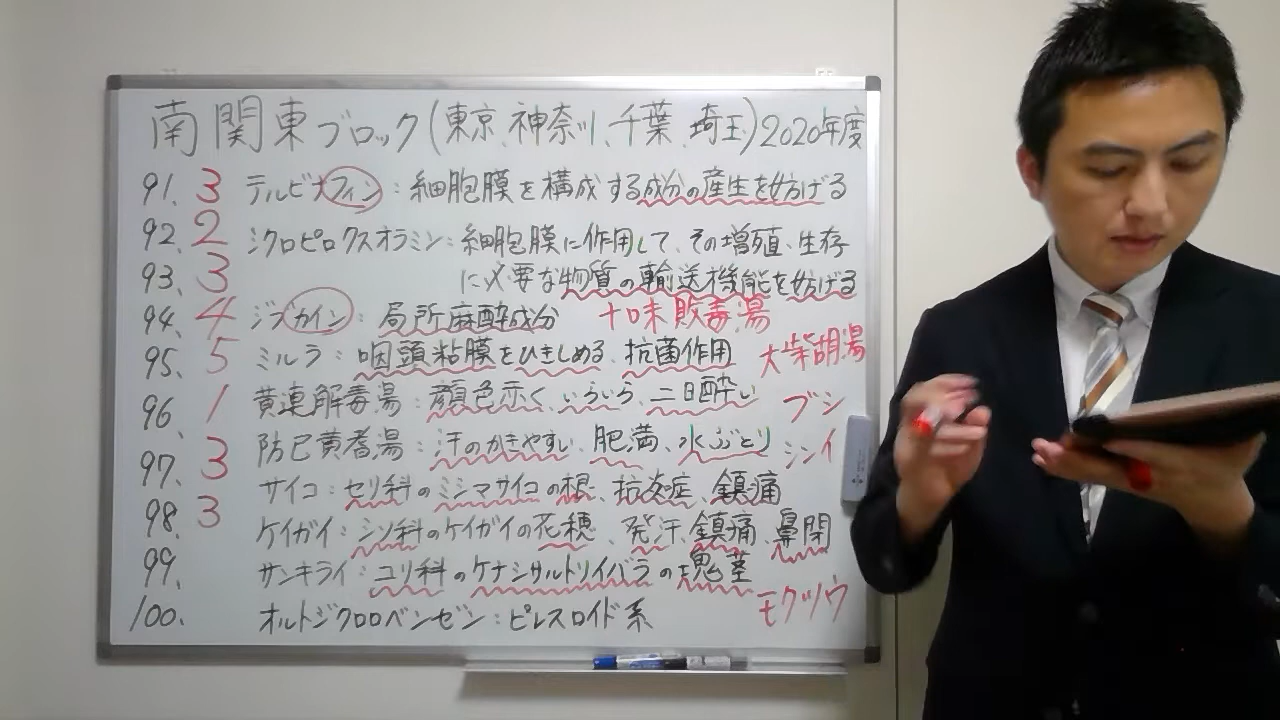 南関東ブロック(東京、神奈川、千葉、埼玉)2020年度
91. 3 テルビナフィン:細胞膜を構成する成分の産生を妨げる
92. 2 シクロピロクスオラミン:細胞膜に作用して、その増殖、生存
93. 3 に必要な物質の輸送機能を妨げる
94. 4 ジブカイン:局所麻酔成分 十味敗毒湯
95. 5 ミルラ:咽頭粘膜をひきしめる、抗菌作用 大柴胡湯
96. 1 黄連解毒湯:顔色赤く、いらいら、二日酔い ブシ
97. 3 防已黄耆湯:汗のかきやすい、肥満、水ぶとり シンイ
98. 3 サイコ:セリ科のミシマサイコの根、抗炎症、鎮痛
ケイガイ:シソ科のケイガイの花穂、発汗、鎮痛、鼻閉
99. サンキライ:ユリ科のケナシサルトリイバラの塊茎
100. オルトジクロロベンゼン:ピレスロイド系 モクツウ